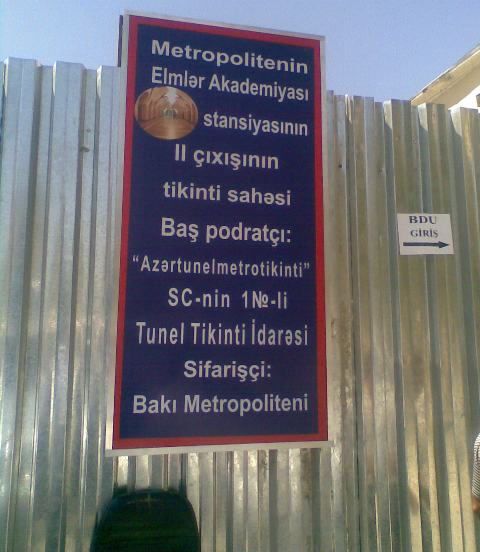 Metropolitenin
Elmlər Akademiyası
stansiyasının
II çıxışının
tikinti sahəsi
Baş podratçı:
“Azərtunelmetrotikinti”
SC-nin 1№-li
Tunel Tikinti İdarəsi
Sifarişçi:
Bakı Metropoliteni
BDU
GİRİŞ